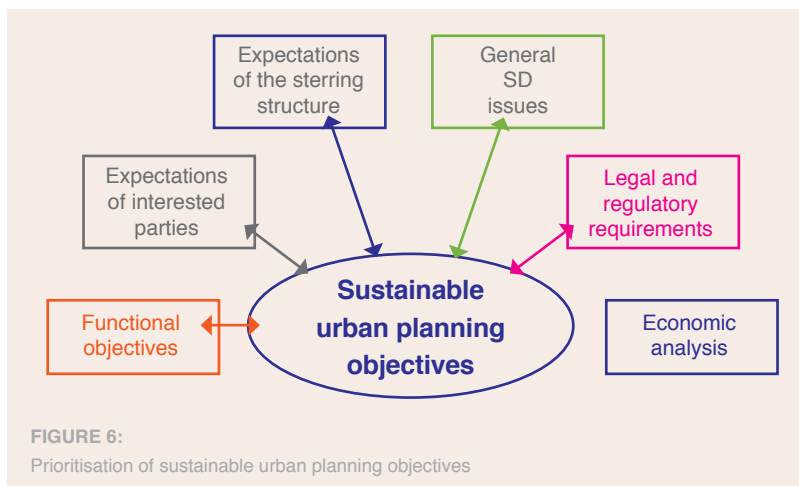 Expectations
of the sterring
structure
General
SD
issues
Expectations
of interested
parties
Legal and
regulatory
requirements
Functional
objectives
Sustainable
urban planning
objectives
Economic
analysis
FIGURE 6:
Prioritisation of sustainable urban planning objectives